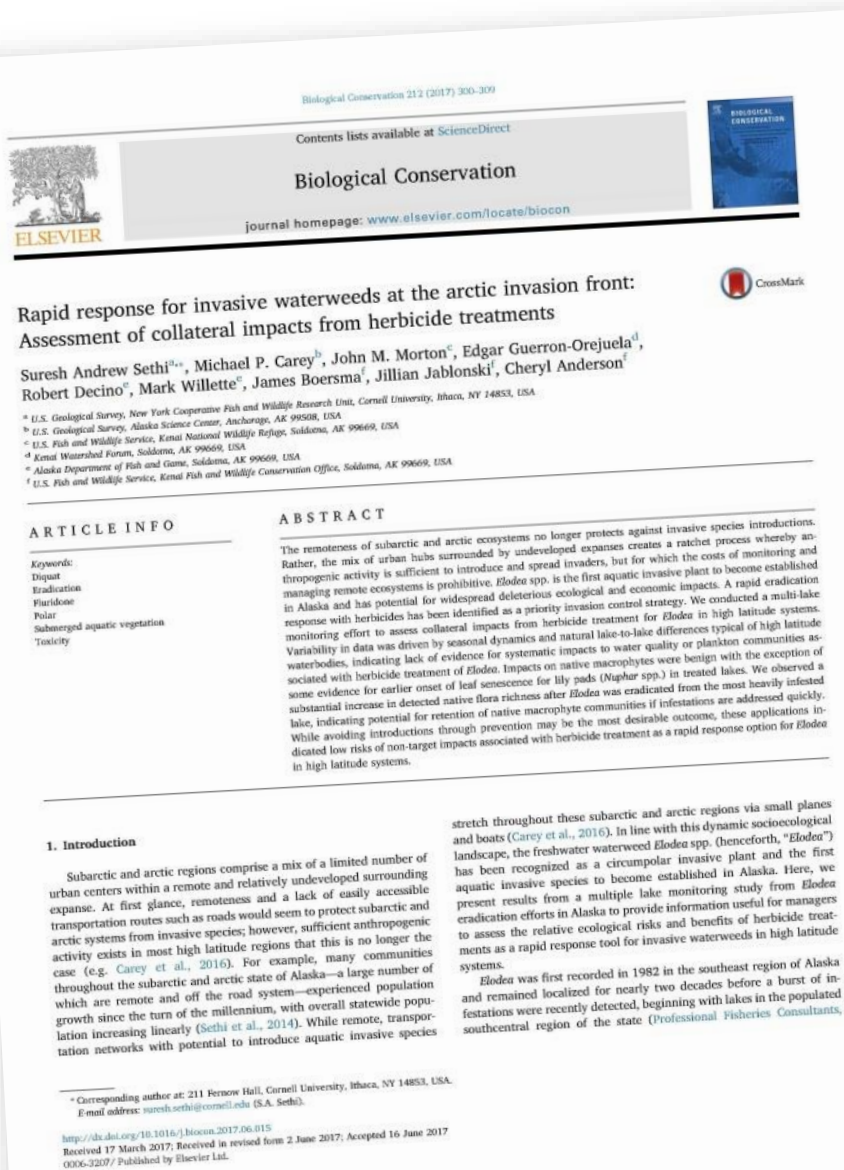 Biological Conservation 212 (2017) 300-309
Contents lists available at ScienceDirect
Biological Conservation
journal homepage: www.elsevier.com/locate/biocon
ELSEVIER
BIOLOGICAL
CONSERVATION
CrossMark
Rapid response for invasive waterweeds at the arctic invasion front:
Assessment of collateral impacts from herbicide treatments
Suresh Andrew Sethiᵃ,*, Michael P. Careyᵇ, John M. Mortonᶜ, Edgar Guerron-Orejuelaᵈ,
Robert Decinoᵉ, Mark Willetteᵉ, James Boersmaᶠ, Jillian Jablonskiᶠ, Cheryl Andersonᶠ
ᵃ U.S. Geological Survey, New York Cooperative Fish and Wildlife Research Unit, Cornell University, Ithaca, NY 14853, USA
ᵇ U.S. Geological Survey, Alaska Science Center, Anchorage, AK 99508, USA
ᶜ U.S. Fish and Wildlife Service, Kenai National Wildlife Refuge, Soldotna, AK 99669, USA
ᵈ Kenai Watershed Forum, Soldotna, AK 99669, USA
ᵉ Alaska Department of Fish and Game, Soldotna, AK 99669, USA
ᶠ U.S. Fish and Wildlife Service, Kenai Fish and Wildlife Conservation Office, Soldotna, AK 99669, USA
ARTICLE INFO
Keywords:
Diquat
Eradication
Fluridone
Polar
Submerged aquatic vegetation
Toxicity
ABSTRACT
The remoteness of subarctic and arctic ecosystems no longer protects against invasive species introductions.
Rather, the mix of urban hubs surrounded by undeveloped expanses creates a ratchet process whereby an-
thropogenic activity is sufficient to introduce and spread invaders, but for which the costs of monitoring and
managing remote ecosystems is prohibitive. Elodea spp. is the first aquatic invasive plant to become established
in Alaska and has potential for widespread deleterious ecological and economic impacts. A rapid eradication
response with herbicides has been identified as a priority invasion control strategy. We conducted a multi-lake
monitoring effort to assess collateral impacts from herbicide treatment for Elodea in high latitude systems.
Variability in data was driven by seasonal dynamics and natural lake-to-lake differences typical of high latitude
waterbodies, indicating lack of evidence for systematic impacts to water quality or plankton communities as-
sociated with herbicide treatment of Elodea. Impacts on native macrophytes were benign with the exception of
some evidence for earlier onset of leaf senescence for lily pads (Nuphar spp.) in treated lakes. We observed a
substantial increase in detected native flora richness after Elodea was eradicated from the most heavily infested
lake, indicating potential for retention of native macrophyte communities if infestations are addressed quickly.
While avoiding introductions through prevention may be the most desirable outcome, these applications in-
dicated low risks of non-target impacts associated with herbicide treatment as a rapid response option for Elodea
in high latitude systems.
1. Introduction
Subarctic and arctic regions comprise a mix of a limited number of
urban centers within a remote and relatively undeveloped surrounding
expanse. At first glance, remoteness and a lack of easily accessible
transportation routes such as roads would seem to protect subarctic and
arctic systems from invasive species; however, sufficient anthropogenic
activity exists in most high latitude regions that this is no longer the
case (e.g. Carey et al., 2016). For example, many communities
throughout the subarctic and arctic state of Alaska—a large number of
which are remote and off the road system—experienced population
growth since the turn of the millennium, with overall statewide popu-
lation increasing linearly (Sethi et al., 2014). While remote, transpor-
tation networks with potential to introduce aquatic invasive species
stretch throughout these subarctic and arctic regions via small planes
and boats (Carey et al., 2016). In line with this dynamic socioecological
landscape, the freshwater waterweed Elodea spp. (henceforth, “Elodea”)
has been recognized as a circumpolar invasive plant and the first
aquatic invasive species to become established in Alaska. Here, we
present results from a multiple lake monitoring study from Elodea
eradication efforts in Alaska to provide information useful for managers
to assess the relative ecological risks and benefits of herbicide treat-
ments as a rapid response tool for invasive waterweeds in high latitude
systems.
Elodea was first recorded in 1982 in the southeast region of Alaska
and remained localized for nearly two decades before a burst of in-
festations were recently detected, beginning with lakes in the populated
southcentral region of the state (Professional Fisheries Consultants,
* Corresponding author at: 211 Fernow Hall, Cornell University, Ithaca, NY 14853, USA.
E-mail address: suresh.sethi@cornell.edu (S.A. Sethi).
http://dx.doi.org/10.1016/j.biocon.2017.06.015
Received 17 March 2017; Received in revised form 2 June 2017; Accepted 16 June 2017
0006-3207/ Published by Elsevier Ltd.